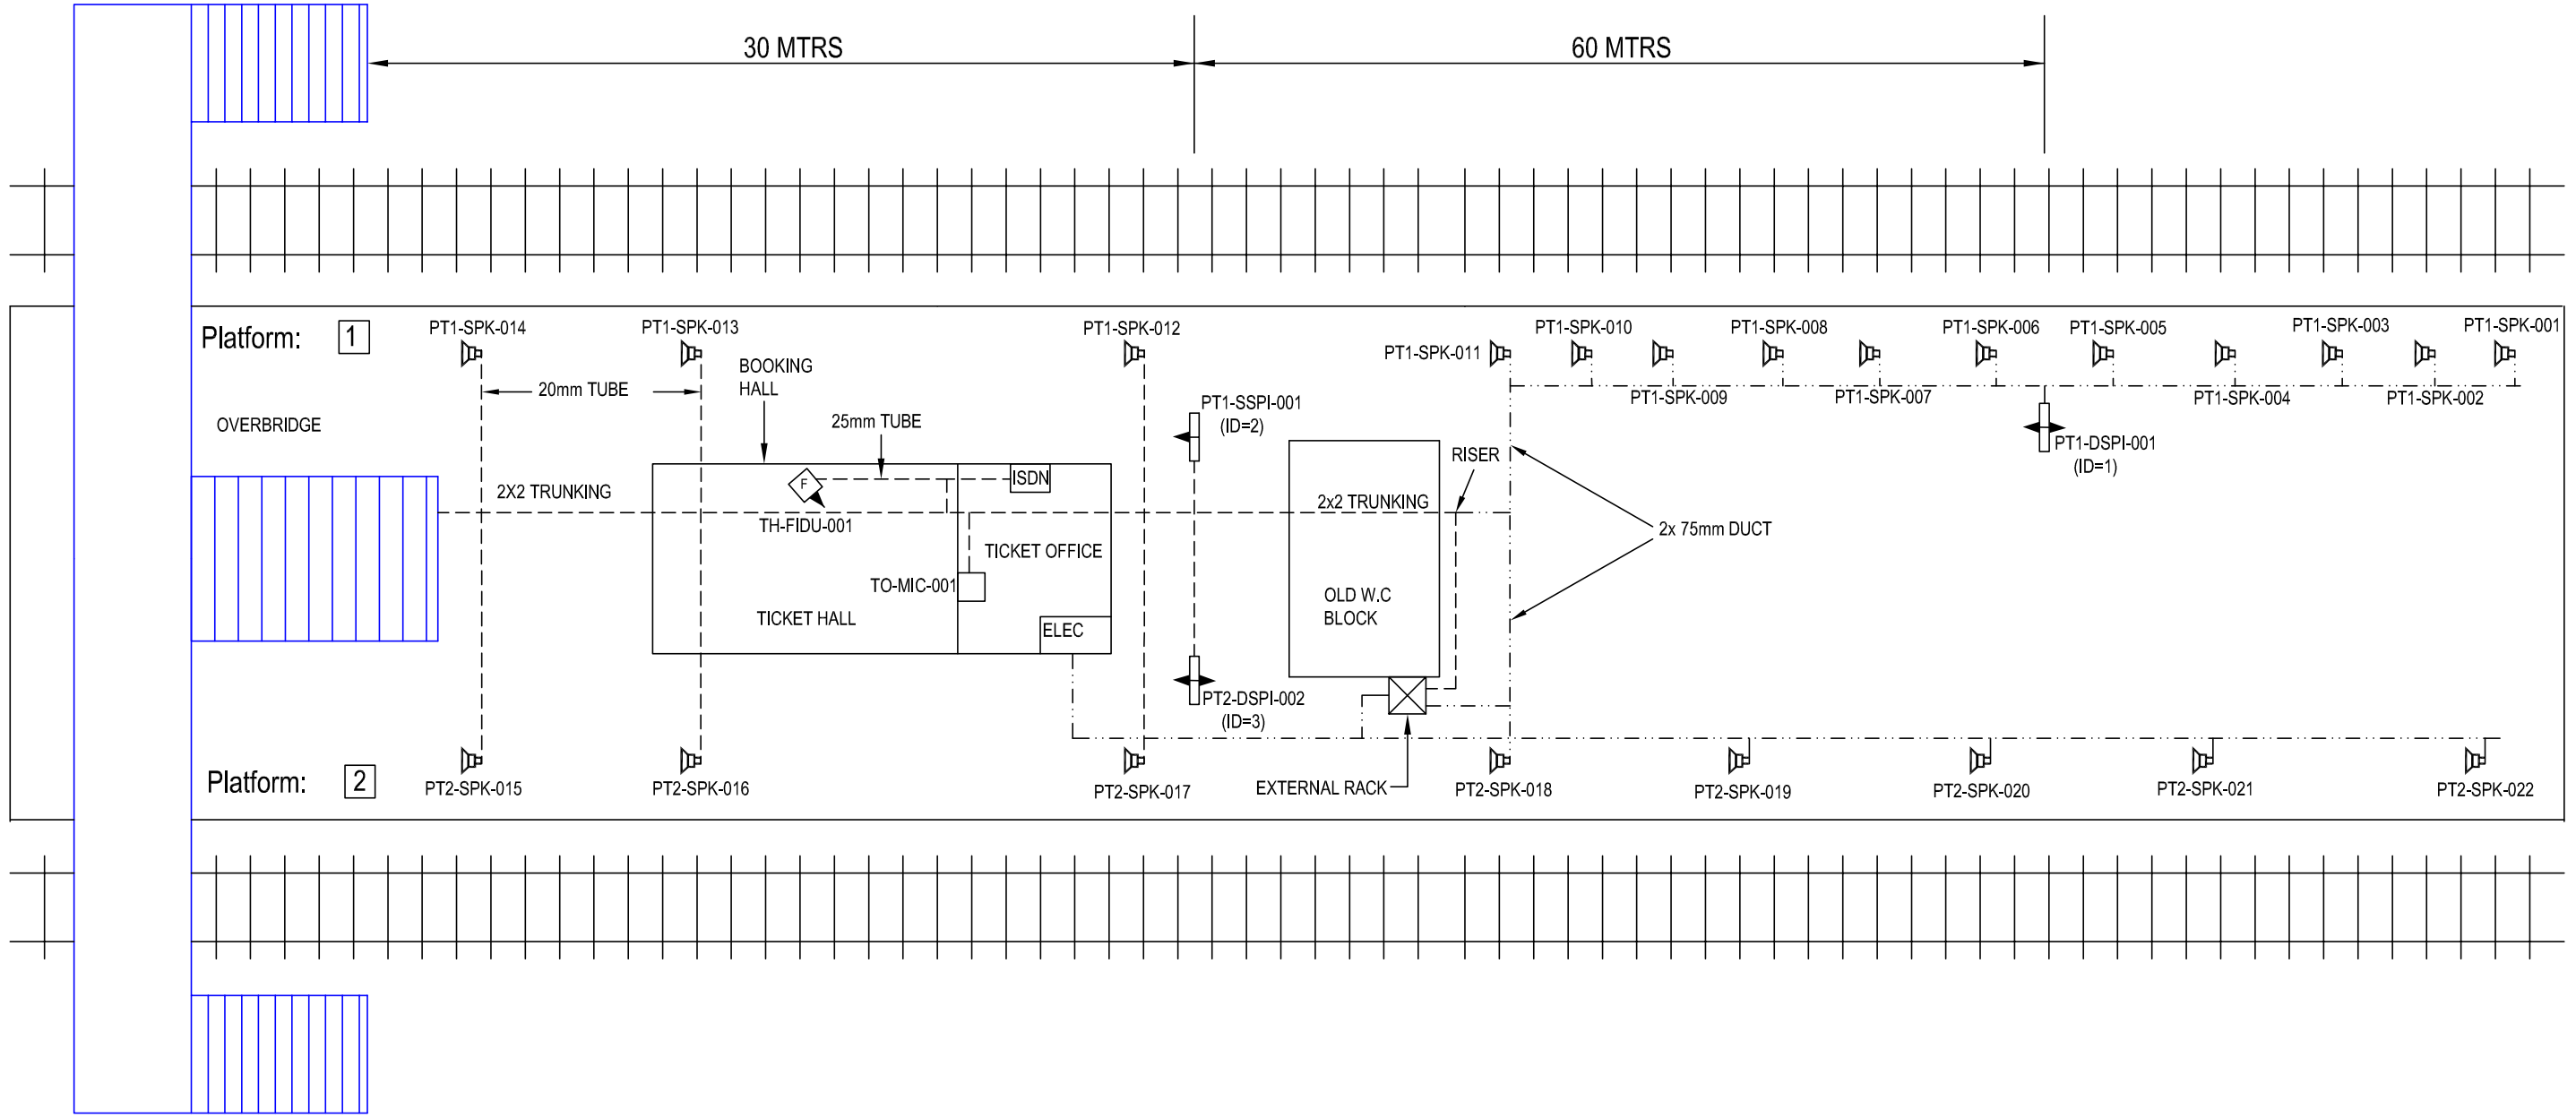 30 MTRS
60 MTRS
Platform:
1
PT1-SPK-014
PT1-SPK-013
PT1-SPK-012
PT1-SPK-011
PT1-SPK-010
PT1-SPK-008
PT1-SPK-006
PT1-SPK-005
PT1-SPK-003
PT1-SPK-001
PT1-SPK-009
PT1-SPK-007
PT1-SPK-004
PT1-SPK-002
20mm TUBE
BOOKING
HALL
25mm TUBE
PT1-SSPI-001
(ID=2)
OVERBRIDGE
RISER
PT1-DSPI-001
(ID=1)
2X2 TRUNKING
F
ISDN
2x2 TRUNKING
TH-FIDU-001
2x 75mm DUCT
TICKET OFFICE
TO-MIC-001
OLD W.C
BLOCK
TICKET HALL
ELEC
PT2-DSPI-002
(ID=3)
Platform:
2
PT2-SPK-015
PT2-SPK-016
PT2-SPK-017
EXTERNAL RACK
PT2-SPK-018
PT2-SPK-019
PT2-SPK-020
PT2-SPK-021
PT2-SPK-022